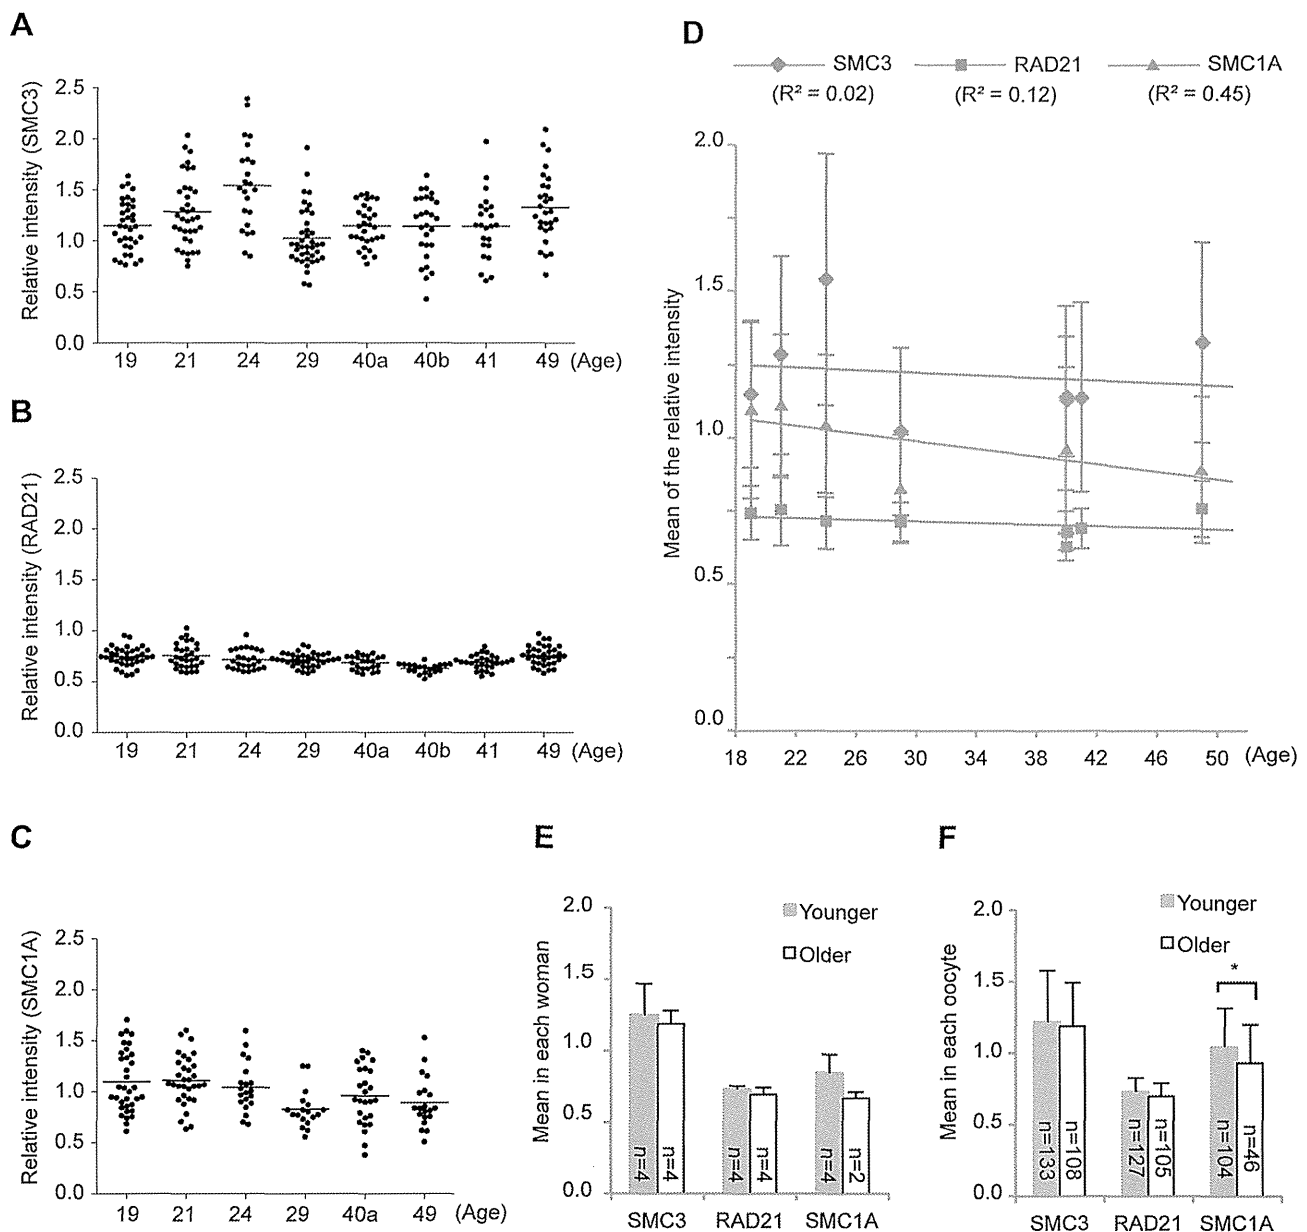 A
Relative intensity (SMC3)
2.5
2.0
1.5
1.0
0.5
0.0
19 21 24 29 40a 40b 41 49 (Age)
B
Relative intensity (RAD21)
2.5
2.0
1.5
1.0
0.5
0.0
19 21 24 29 40a 40b 41 49 (Age)
C
Relative intensity (SMC1A)
2.5
2.0
1.5
1.0
0.5
0.0
19 21 24 29 40a 49 (Age)
D
SMC3 RAD21 SMC1A
(R² = 0.02) (R² = 0.12) (R² = 0.45)
Mean of the relative intensity
2.0
1.5
1.0
0.5
0.0
18 22 26 30 34 38 42 46 50 (Age)
E
Mean in each woman
2.0
1.5
1.0
0.5
0.0
Younger
Older
n=4 n=4 n=4 n=4 n=4 n=2
SMC3 RAD21 SMC1A
F
Mean in each oocyte
2.0
1.5
1.0
0.5
0.0
Younger
Older
*
n=133 n=108 n=127 n=105 n=104 n=46
SMC3 RAD21 SMC1A